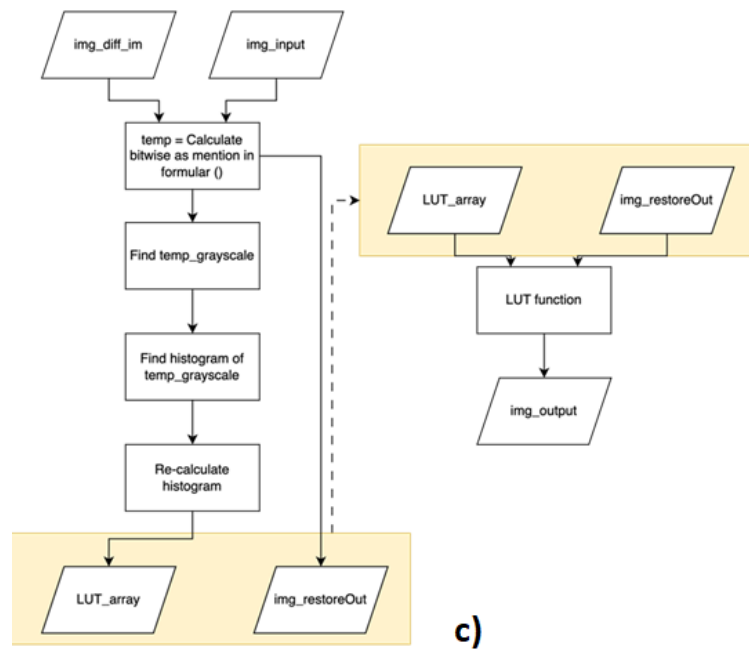 img_diff_im
img_input
temp = Calculate
bitwise as mention in
formular ()
Find temp_grayscale
Find histogram of
temp_grayscale
Re-calculate
histogram
LUT_array
img_restoreOut
LUT_array
img_restoreOut
LUT function
img_output
c)